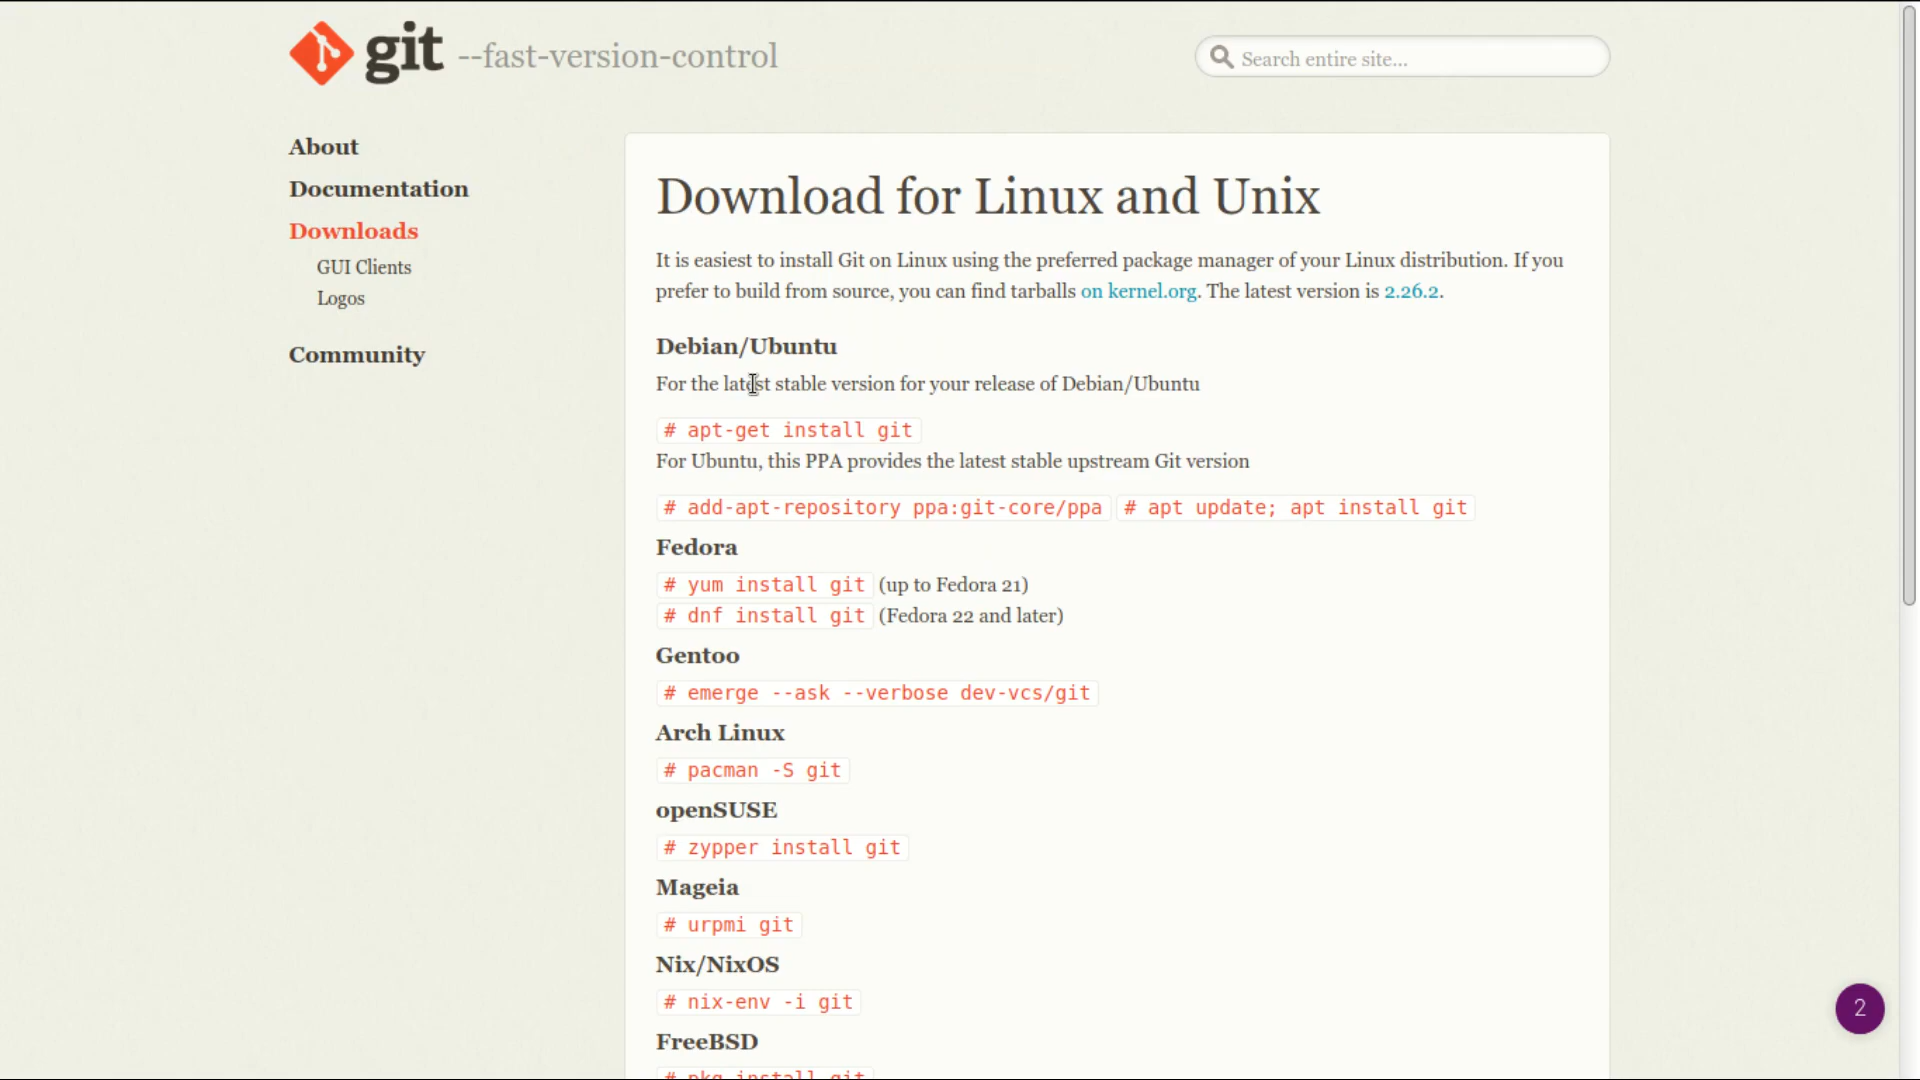 git --fast-version-control
Search entire site...
About
Documentation
Downloads
GUI Clients
Logos
Community
Download for Linux and Unix
It is easiest to install Git on Linux using the preferred package manager of your Linux distribution. If you
prefer to build from source, you can find tarballs on kernel.org. The latest version is 2.26.2.
Debian/Ubuntu
For the latest stable version for your release of Debian/Ubuntu
# apt-get install git
For Ubuntu, this PPA provides the latest stable upstream Git version
# add-apt-repository ppa:git-core/ppa # apt update; apt install git
Fedora
# yum install git (up to Fedora 21)
# dnf install git (Fedora 22 and later)
Gentoo
# emerge --ask --verbose dev-vcs/git
Arch Linux
# pacman -S git
openSUSE
# zypper install git
Mageia
# urpmi git
Nix/NixOS
# nix-env -i git
2
FreeBSD
# pkg install git